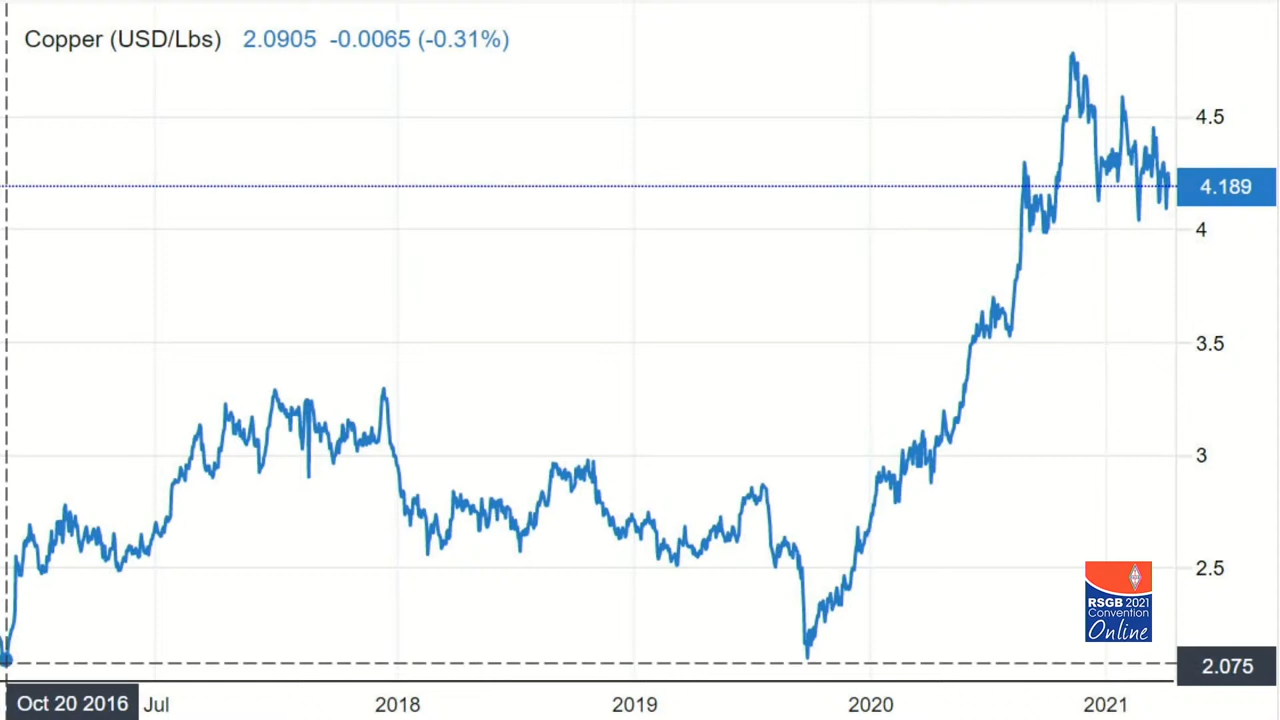 Copper (USD/Lbs) 2.0905 -0.0065 (-0.31%)
4.5
4.189
4
3.5
3
2.5
RSGB 2021
Convention
Online
2.075
Oct 20 2016 Jul 2018 2019 2020 2021